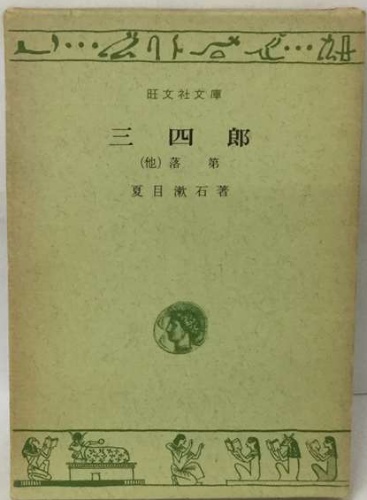 旺文社文庫
三四郎
(他) 落第
夏目漱石著